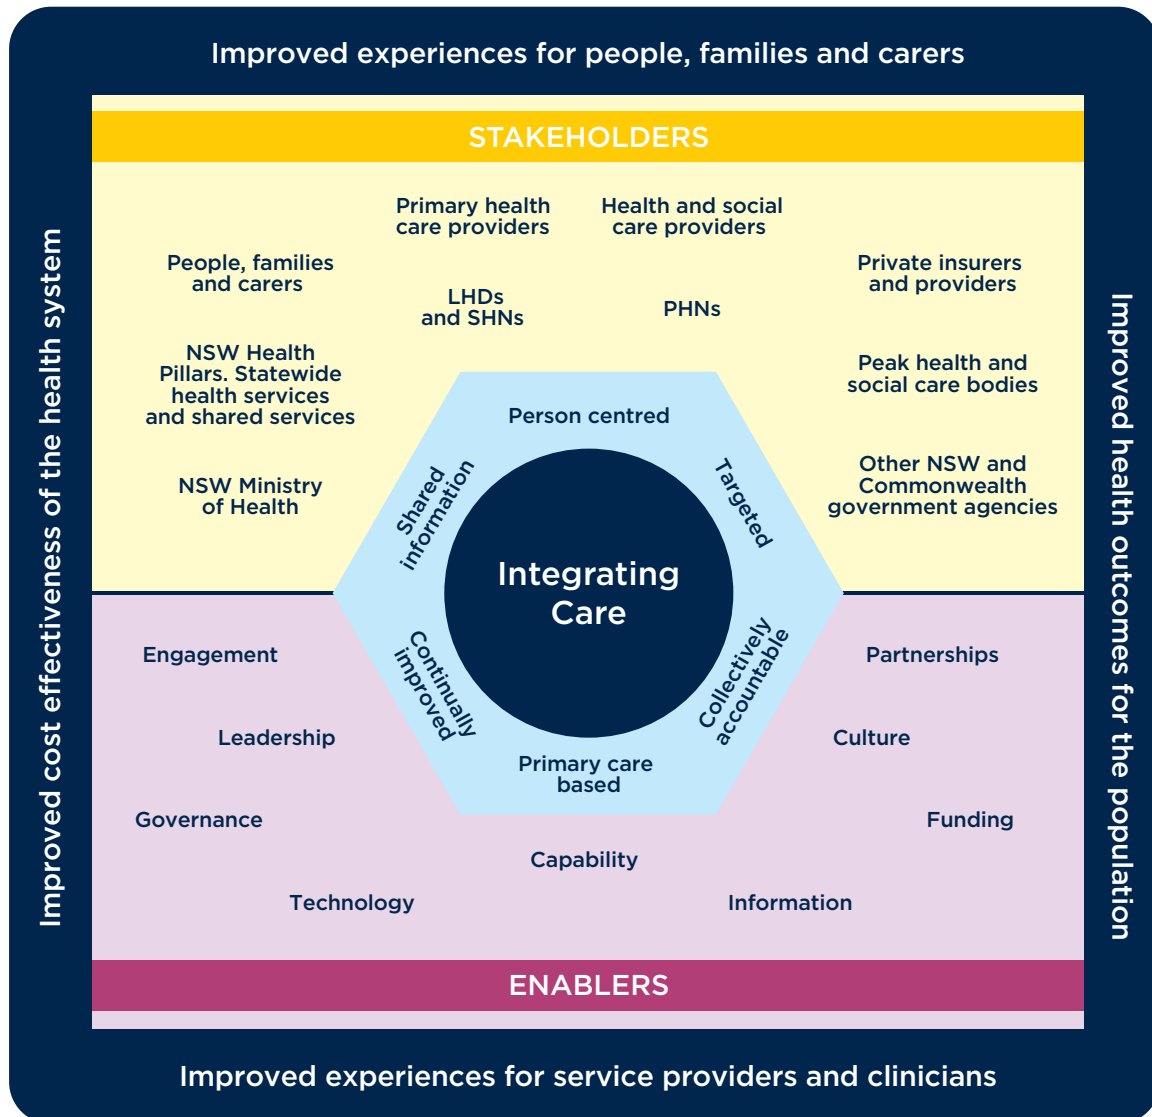 Improved experiences for people, families and carers
STAKEHOLDERS
Primary health
care providers
Health and social
care providers
People, families
and carers
Private insurers
and providers
LHDs
and SHNs
PHNs
NSW Health
Pillars. Statewide
health services
and shared services
Peak health and
social care bodies
NSW Ministry
of Health
Other NSW and
Commonwealth
government agencies
Person centred
Shared
information
Targeted
Integrating
Care
Continually
improved
Collectively
accountable
Primary care
based
Engagement
Partnerships
Leadership
Culture
Governance
Funding
Capability
Technology
Information
ENABLERS
Improved cost effectiveness of the health system
Improved health outcomes for the population
Improved experiences for service providers and clinicians